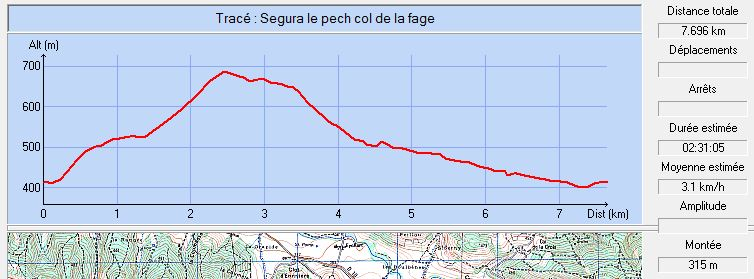 Tracé : Segura le pech col de la fage
Alt (m)
700
600
500
400
0 1 2 3 4 5 6 7 Dist (km)
Distance totale
7.696 km
Déplacements
Arrêts
Durée estimée
02:31:05
Moyenne estimée
3.1 km/h
Amplitude
Montée
315 m